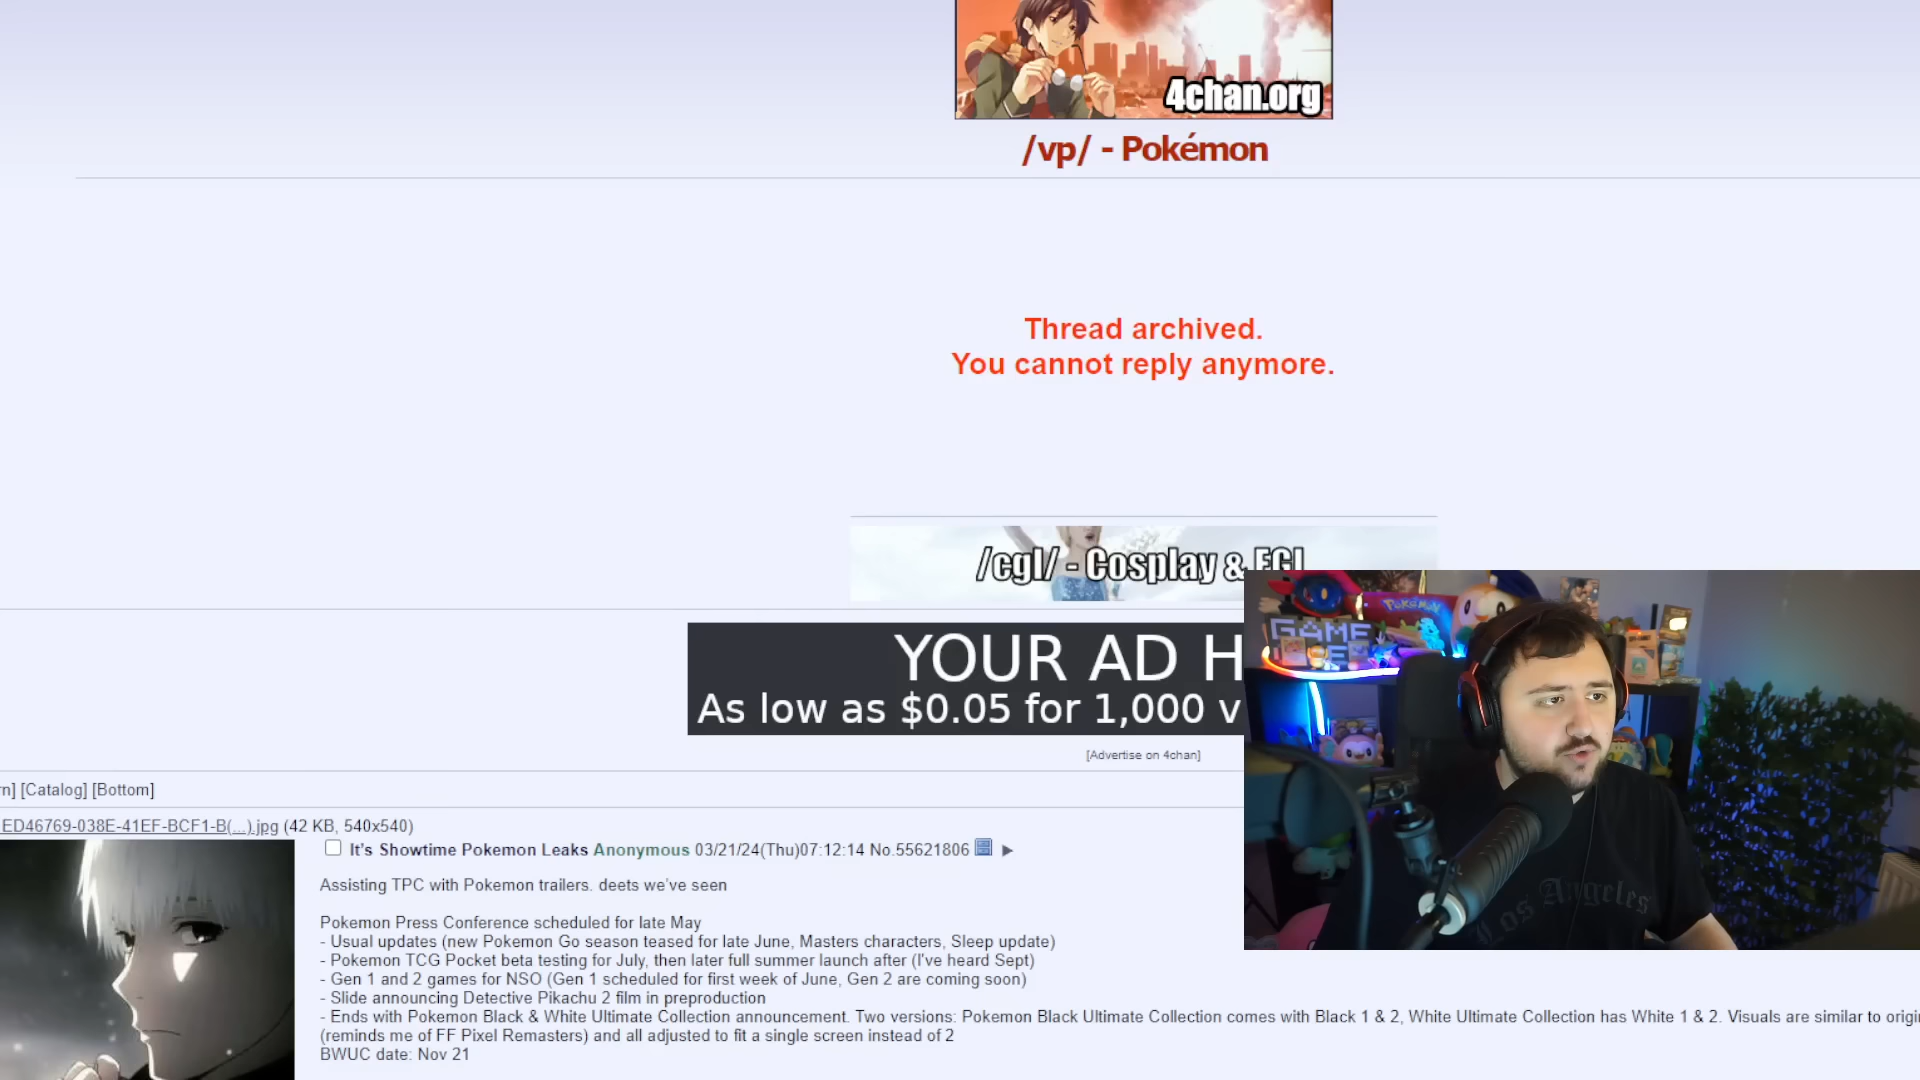 4chan.org
/vp/ - Pokémon
Thread archived.
You cannot reply anymore.
/cgl/ - Cosplay & EGL
YOUR AD H
As low as $0.05 for 1,000 v
[Advertise on 4chan]
[Catalog] [Bottom]
ED46769-038E-41EF-BCF1-B(...).jpg (42 KB, 540x540)
It's Showtime Pokemon Leaks Anonymous 03/21/24(Thu)07:12:14 No.55621806
Assisting TPC with Pokemon trailers. deets we've seen
Pokemon Press Conference scheduled for late May
- Usual updates (new Pokemon Go season teased for late June, Masters characters, Sleep update)
- Pokemon TCG Pocket beta testing for July, then later full summer launch after (I've heard Sept)
- Gen 1 and 2 games for NSO (Gen 1 scheduled for first week of June, Gen 2 are coming soon)
- Slide announcing Detective Pikachu 2 film in preproduction
- Ends with Pokemon Black & White Ultimate Collection announcement. Two versions: Pokemon Black Ultimate Collection comes with Black 1 & 2, White Ultimate Collection has White 1 & 2. Visuals are similar to origi
(reminds me of FF Pixel Remasters) and all adjusted to fit a single screen instead of 2
BWUC date: Nov 21
POKéMON
GAME
Los Angeles